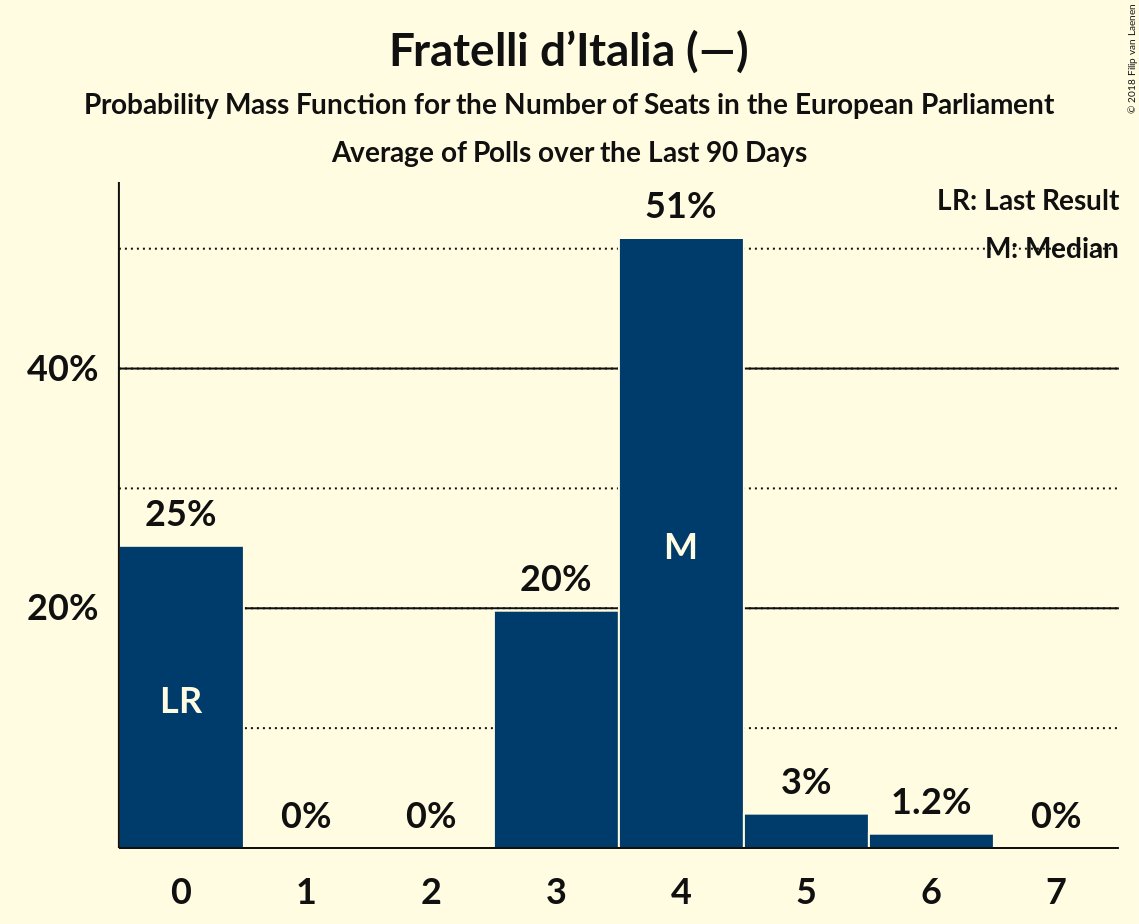 Fratelli d’Italia (—)
Probability Mass Function for the Number of Seats in the European Parliament
Average of Polls over the Last 90 Days
© 2018 Filip van Laenen
LR: Last Result
M: Median
51%
40%
25%
20%
20%
M
LR
0%
0%
3%
1.2%
0%
0 1 2 3 4 5 6 7